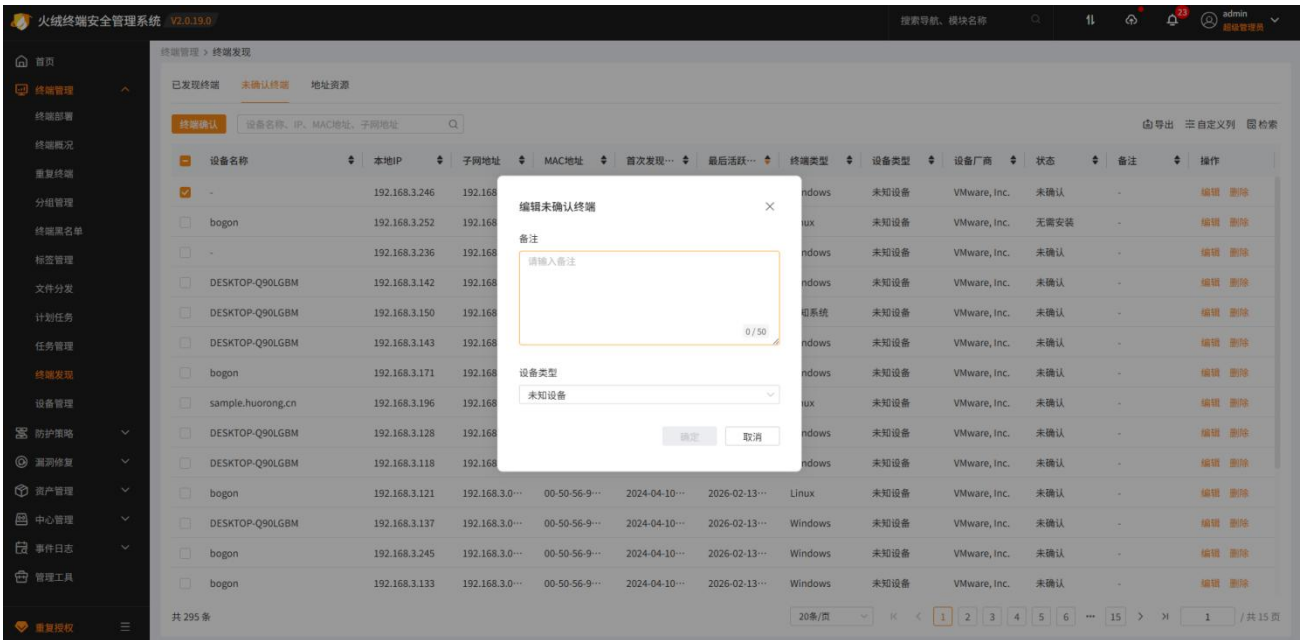 火绒终端安全管理系统 V2.0.19.0 搜索导航、模块名称 23 admin
超级管理员
首页
终端管理
终端部署
终端概况
重复终端
分组管理
终端黑名单
标签管理
文件分发
计划任务
任务管理
终端发现
设备管理
防护策略
漏洞修复
资产管理
中心管理
事件日志
管理工具
重复授权
终端管理 > 终端发现
已发现终端 未确认终端 地址资源
终端确认 设备名称、IP、MAC地址、子网地址 导出 自定义列 检索
设备名称 本地IP 子网地址 MAC地址 首次发现… 最后活跃… 终端类型 设备类型 设备厂商 状态 备注 操作
- 192.168.3.246 192.168 ndows 未知设备 VMware, Inc. 未确认 - 编辑 删除
bogon 192.168.3.252 192.168 ux 未知设备 VMware, Inc. 无需安装 - 编辑 删除
- 192.168.3.236 192.168 ndows 未知设备 VMware, Inc. 未确认 - 编辑 删除
DESKTOP-Q90LGBM 192.168.3.142 192.168 ndows 未知设备 VMware, Inc. 未确认 - 编辑 删除
DESKTOP-Q90LGBM 192.168.3.150 192.168 系统 未知设备 VMware, Inc. 未确认 - 编辑 删除
DESKTOP-Q90LGBM 192.168.3.143 192.168 ndows 未知设备 VMware, Inc. 未确认 - 编辑 删除
bogon 192.168.3.171 192.168 ndows 未知设备 VMware, Inc. 未确认 - 编辑 删除
sample.huorong.cn 192.168.3.196 192.168 ux 未知设备 VMware, Inc. 未确认 - 编辑 删除
DESKTOP-Q90LGBM 192.168.3.128 192.168 ndows 未知设备 VMware, Inc. 未确认 - 编辑 删除
DESKTOP-Q90LGBM 192.168.3.118 192.168 ndows 未知设备 VMware, Inc. 未确认 - 编辑 删除
bogon 192.168.3.121 192.168.3.0… 00-50-56-9… 2024-04-10… 2026-02-13… Linux 未知设备 VMware, Inc. 未确认 - 编辑 删除
DESKTOP-Q90LGBM 192.168.3.137 192.168.3.0… 00-50-56-9… 2024-04-10… 2026-02-13… Windows 未知设备 VMware, Inc. 未确认 - 编辑 删除
bogon 192.168.3.245 192.168.3.0… 00-50-56-9… 2024-04-10… 2026-02-13… Windows 未知设备 VMware, Inc. 未确认 - 编辑 删除
bogon 192.168.3.133 192.168.3.0… 00-50-56-9… 2024-04-10… 2026-02-13… Windows 未知设备 VMware, Inc. 未确认 - 编辑 删除
共 295 条 20条/页 1 2 3 4 5 6 ••• 15 1 / 共 15 页
编辑未确认终端
备注
请输入备注
0 / 50
设备类型
未知设备
确定 取消